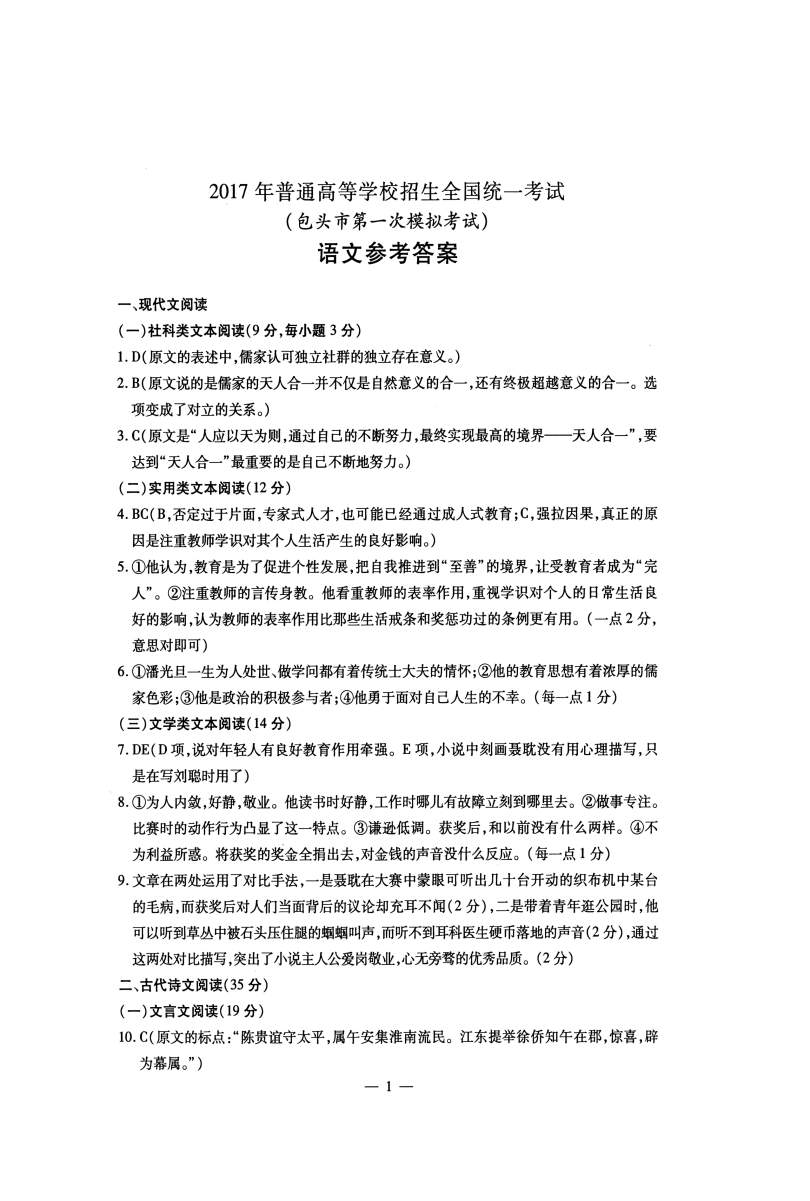 2017 年普通高等学校招生全国统一考试
(包头市第一次模拟考试)
语文参考答案
一、现代文阅读
(一)社科类文本阅读(9 分,每小题 3 分)
1. D(原文的表述中,儒家认可独立社群的独立存在意义。)
2. B(原文说的是儒家的天人合一并不仅是自然意义的合一,还有终极超越意义的合一。选
项变成了对立的关系。)
3. C(原文是“人应以天为则,通过自己的不断努力,最终实现最高的境界——天人合一”,要
达到“天人合一”最重要的是自己不断地努力。)
(二)实用类文本阅读(12 分)
4. BC(B,否定过于片面,专家式人才,也可能已经通过成人式教育;C,强拉因果,真正的原
因是注重教师学识对其个人生活产生的良好影响。)
5. ①他认为,教育是为了促进个性发展,把自我推进到“至善”的境界,让受教育者成为“完
人”。②注重教师的言传身教。他看重教师的表率作用,重视学识对个人的日常生活良
好的影响,认为教师的表率作用比那些生活戒条和奖惩功过的条例更有用。(一点 2 分,
意思对即可)
6. ①潘光旦一生为人处世、做学问都有着传统士大夫的情怀;②他的教育思想有着浓厚的儒
家色彩;③他是政治的积极参与者;④他勇于面对自己人生的不幸。(每一点 1 分)
(三)文学类文本阅读(14 分)
7. DE(D 项,说对年轻人有良好教育作用牵强。E 项,小说中刻画聂耽没有用心理描写,只
是在写刘聪时用了)
8. ①为人内敛,好静,敬业。他读书时好静,工作时哪儿有故障立刻到哪里去。②做事专注。
比赛时的动作行为凸显了这一特点。③谦逊低调。获奖后,和以前没有什么两样。④不
为利益所惑。将获奖的奖金全捐出去,对金钱的声音没什么反应。(每一点 1 分)
9. 文章在两处运用了对比手法,一是聂耽在大赛中蒙眼可听出几十台开动的织布机中某台
的毛病,而获奖后对人们当面背后的议论却充耳不闻(2 分),二是带着青年逛公园时,他
可以听到草丛中被石头压住腿的蝈蝈叫声,而听不到耳科医生硬币落地的声音(2 分),通过
这两处对比描写,突出了小说主人公爱岗敬业,心无旁骛的优秀品质。(2 分)
二、古代诗文阅读(35 分)
(一)文言文阅读(19 分)
10. C(原文的标点:“陈贵谊守太平,属午安集淮南流民。江东提举徐侨知午在郡,惊喜,辟
为幕属。”)
— 1 —